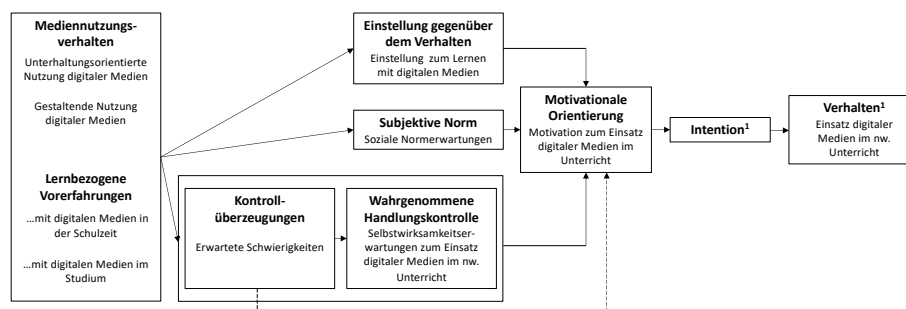 Mediennutzungs-
verhalten
Unterhaltungsorientierte
Nutzung digitaler Medien
Gestaltende Nutzung
digitaler Medien
Lernbezogene
Vorerfahrungen
...mit digitalen Medien in
der Schulzeit
...mit digitalen Medien im
Studium
Einstellung gegenüber
dem Verhalten
Einstellung zum Lernen
mit digitalen Medien
Subjektive Norm
Soziale Normerwartungen
Kontroll-
überzeugungen
Erwartete Schwierigkeiten
Wahrgenommene
Handlungskontrolle
Selbstwirksamkeitser-
wartungen zum Einsatz
digitaler Medien im nw.
Unterricht
Motivationale
Orientierung
Motivation zum Einsatz
digitaler Medien im
Unterricht
Intention¹
Verhalten¹
Einsatz digitaler
Medien im nw.
Unterricht